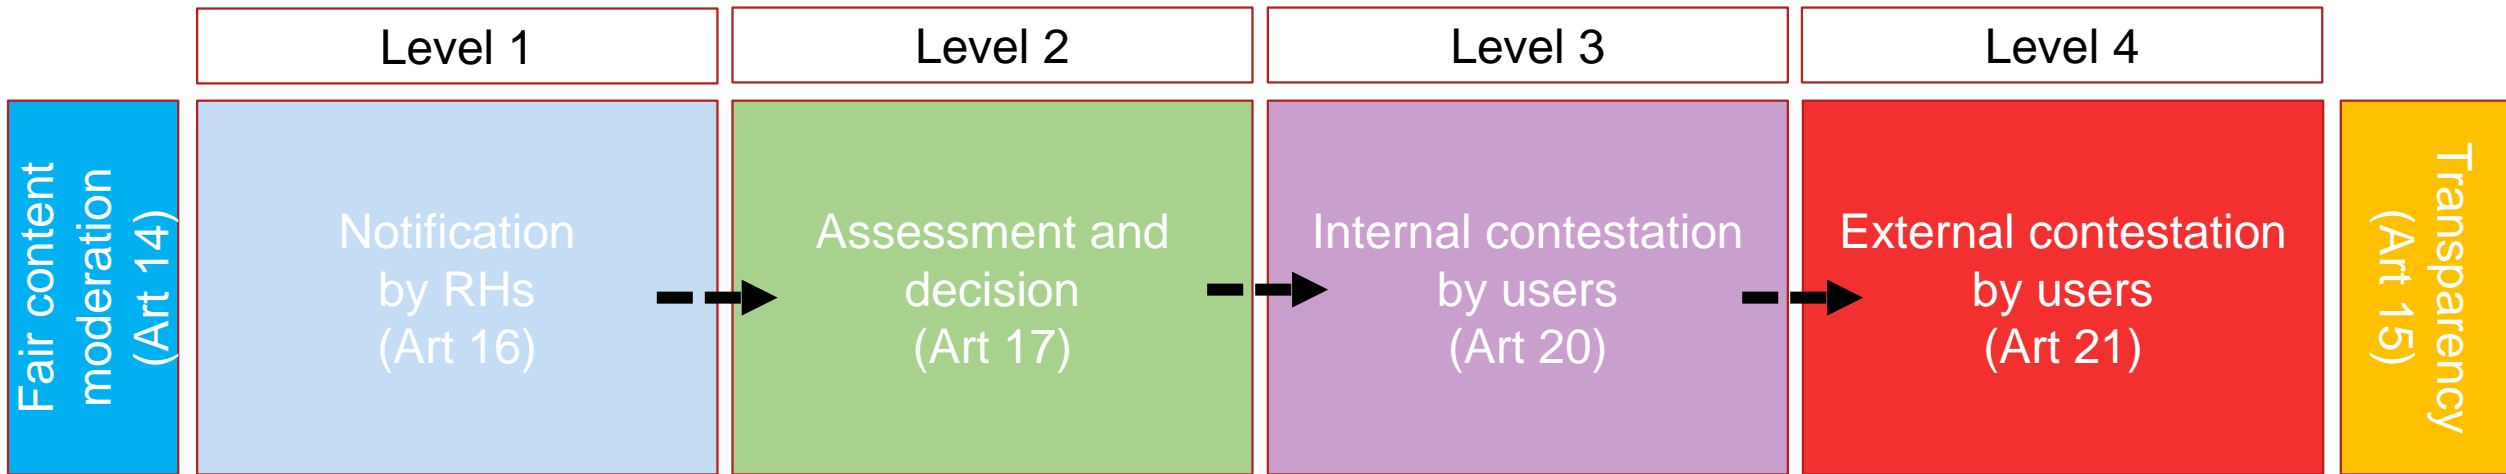 Level 1
Level 2
Level 3
Level 4
Fair content
moderation
(Art 14)
Notification
by RHs
(Art 16)
Assessment and
decision
(Art 17)
Internal contestation
by users
(Art 20)
External contestation
by users
(Art 21)
Transparency
(Art 15)